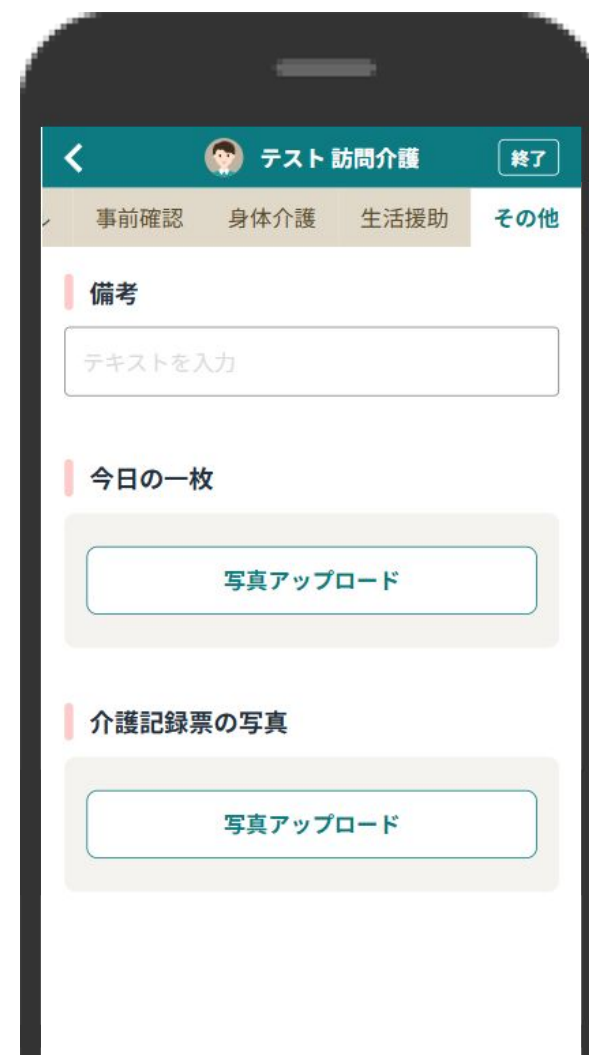 テスト 訪問介護
終了
事前確認 身体介護 生活援助 その他
備考
テキストを入力
今日の一枚
写真アップロード
介護記録票の写真
写真アップロード